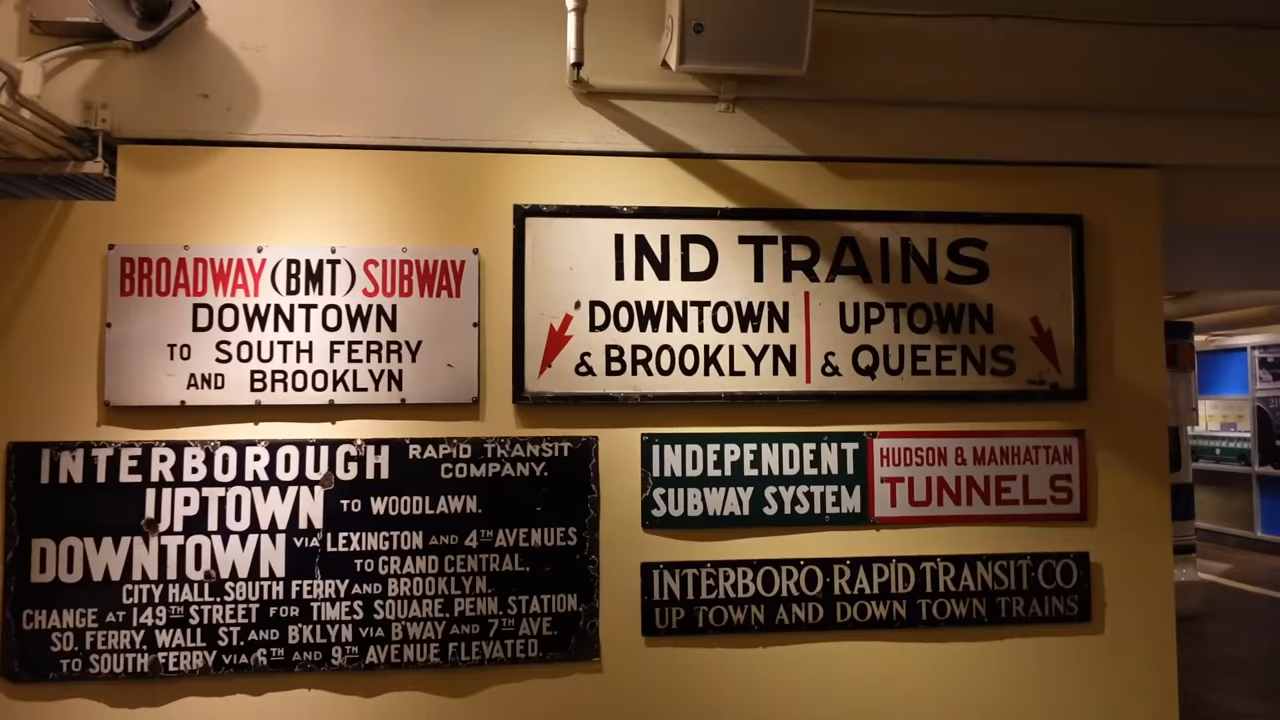 BROADWAY (BMT) SUBWAY
DOWNTOWN
TO SOUTH FERRY
AND BROOKLYN
IND TRAINS
DOWNTOWN
& BROOKLYN
UPTOWN
& QUEENS
INTERBOROUGH RAPID TRANSIT
COMPANY.
UPTOWN TO WOODLAWN.
DOWNTOWN VIA LEXINGTON AND 4TH AVENUES
TO GRAND CENTRAL,
CITY HALL, SOUTH FERRY AND BROOKLYN.
CHANGE AT 149TH STREET FOR TIMES SQUARE, PENN. STATION,
SO. FERRY, WALL ST. AND B'KLYN VIA B'WAY AND 7TH AVE.
TO SOUTH FERRY VIA 6TH AND 9TH AVENUE ELEVATED.
INDEPENDENT
SUBWAY SYSTEM
HUDSON & MANHATTAN
TUNNELS
INTERBORO·RAPID TRANSIT·CO
UP TOWN AND DOWN TOWN TRAINS